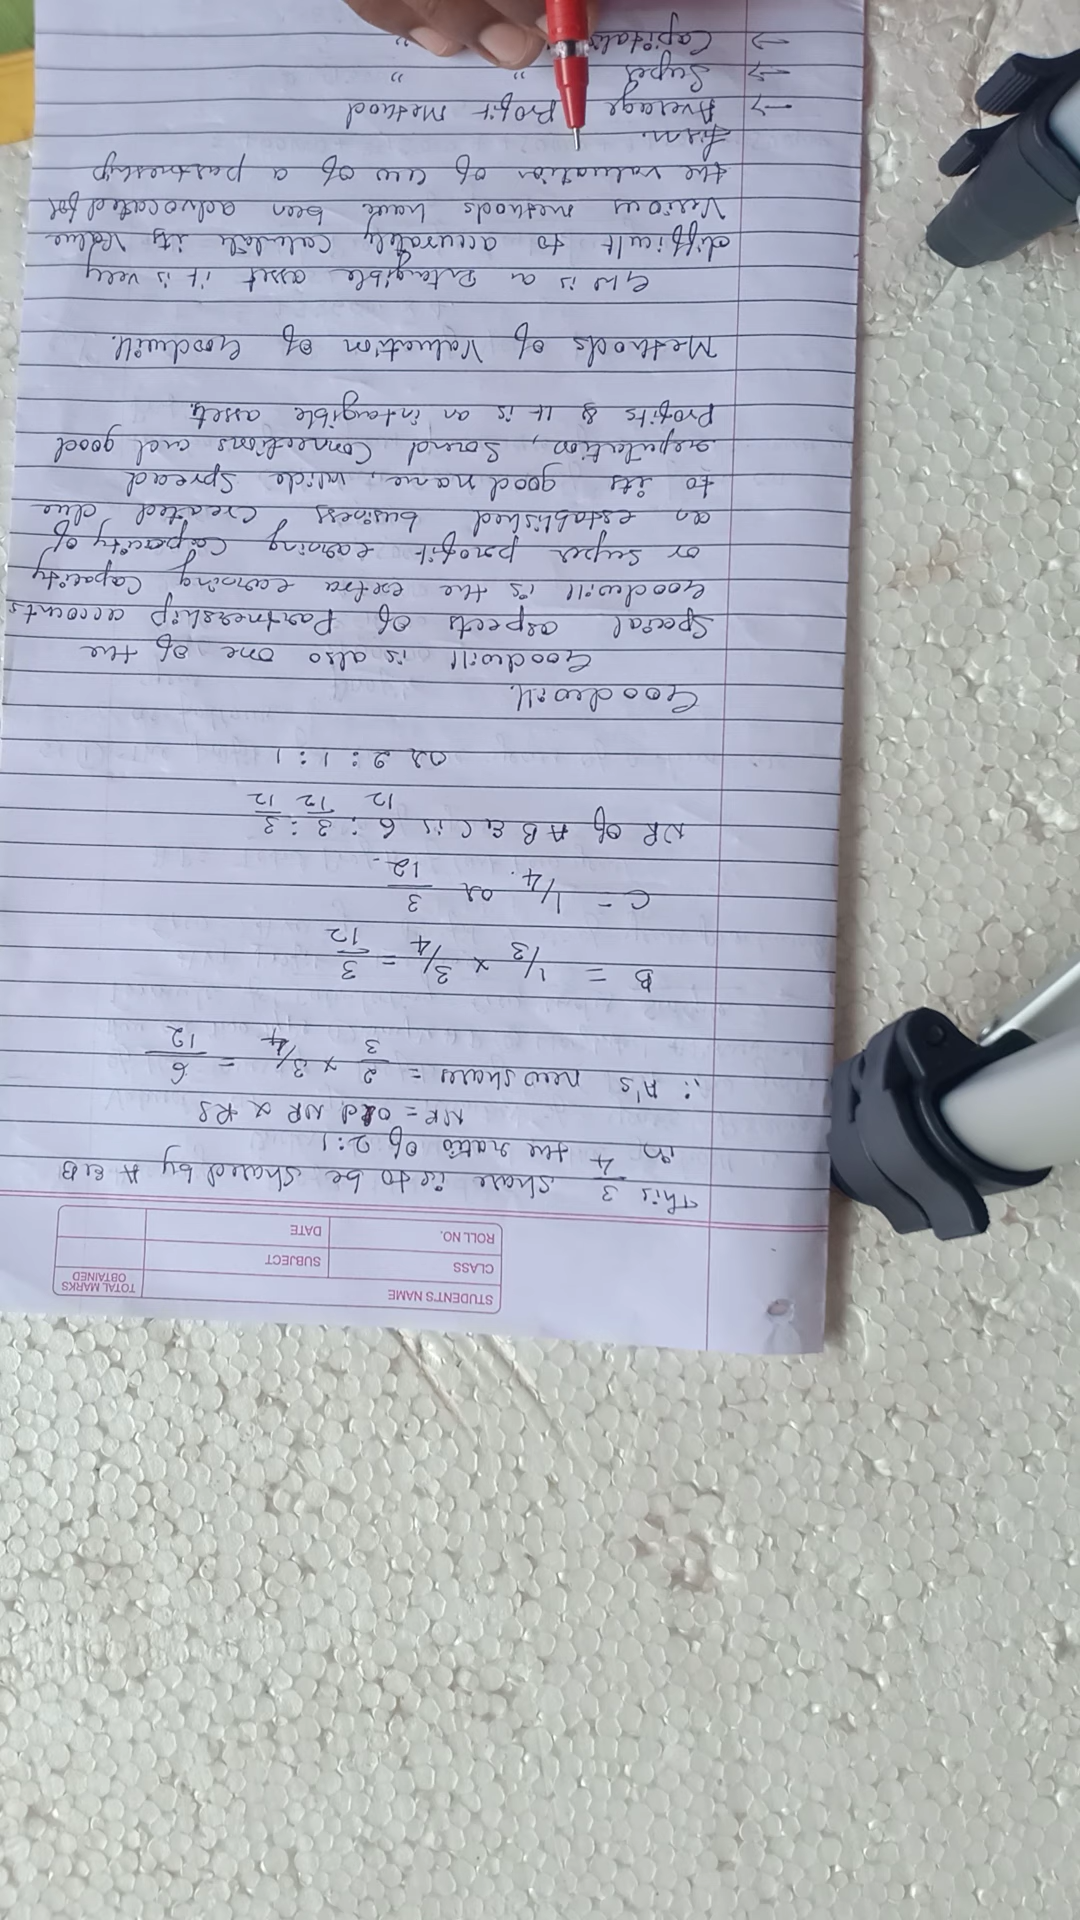 STUDENT'S NAME
TOTAL MARKS OBTAINED
CLASS
SUBJECT
ROLL NO.
DATE
This 3/4 share is to be shared by A & B
in the ratio of 2:1
NR = old NR x RS
∴ A's new shares = 2/3 x 3/4 = 6/12
B = 1/3 x 3/4 = 3/12
C = 1/4. or 3/12
NR of A B & C is 6/12 : 3/12 : 3/12
or 2 : 1 : 1
Goodwill.
Goodwill is also one of the
Special aspects of Partnership accounts
Goodwill is the extra earning Capacity
or super profit earning Capacity of
an established business created due
to its good name, wide Spread
reputation, Sound Connections and good
Profits & It is an intangible asset.
Methods of Valuation of Goodwill.
GW is a Intangible asset it is very
difficult to accurately Calculate its Value
Various methods have been advocated for
the valuation of GW of a partnership
firm.
→ Average Profit Method
→ Super " "
→ Capitalis "